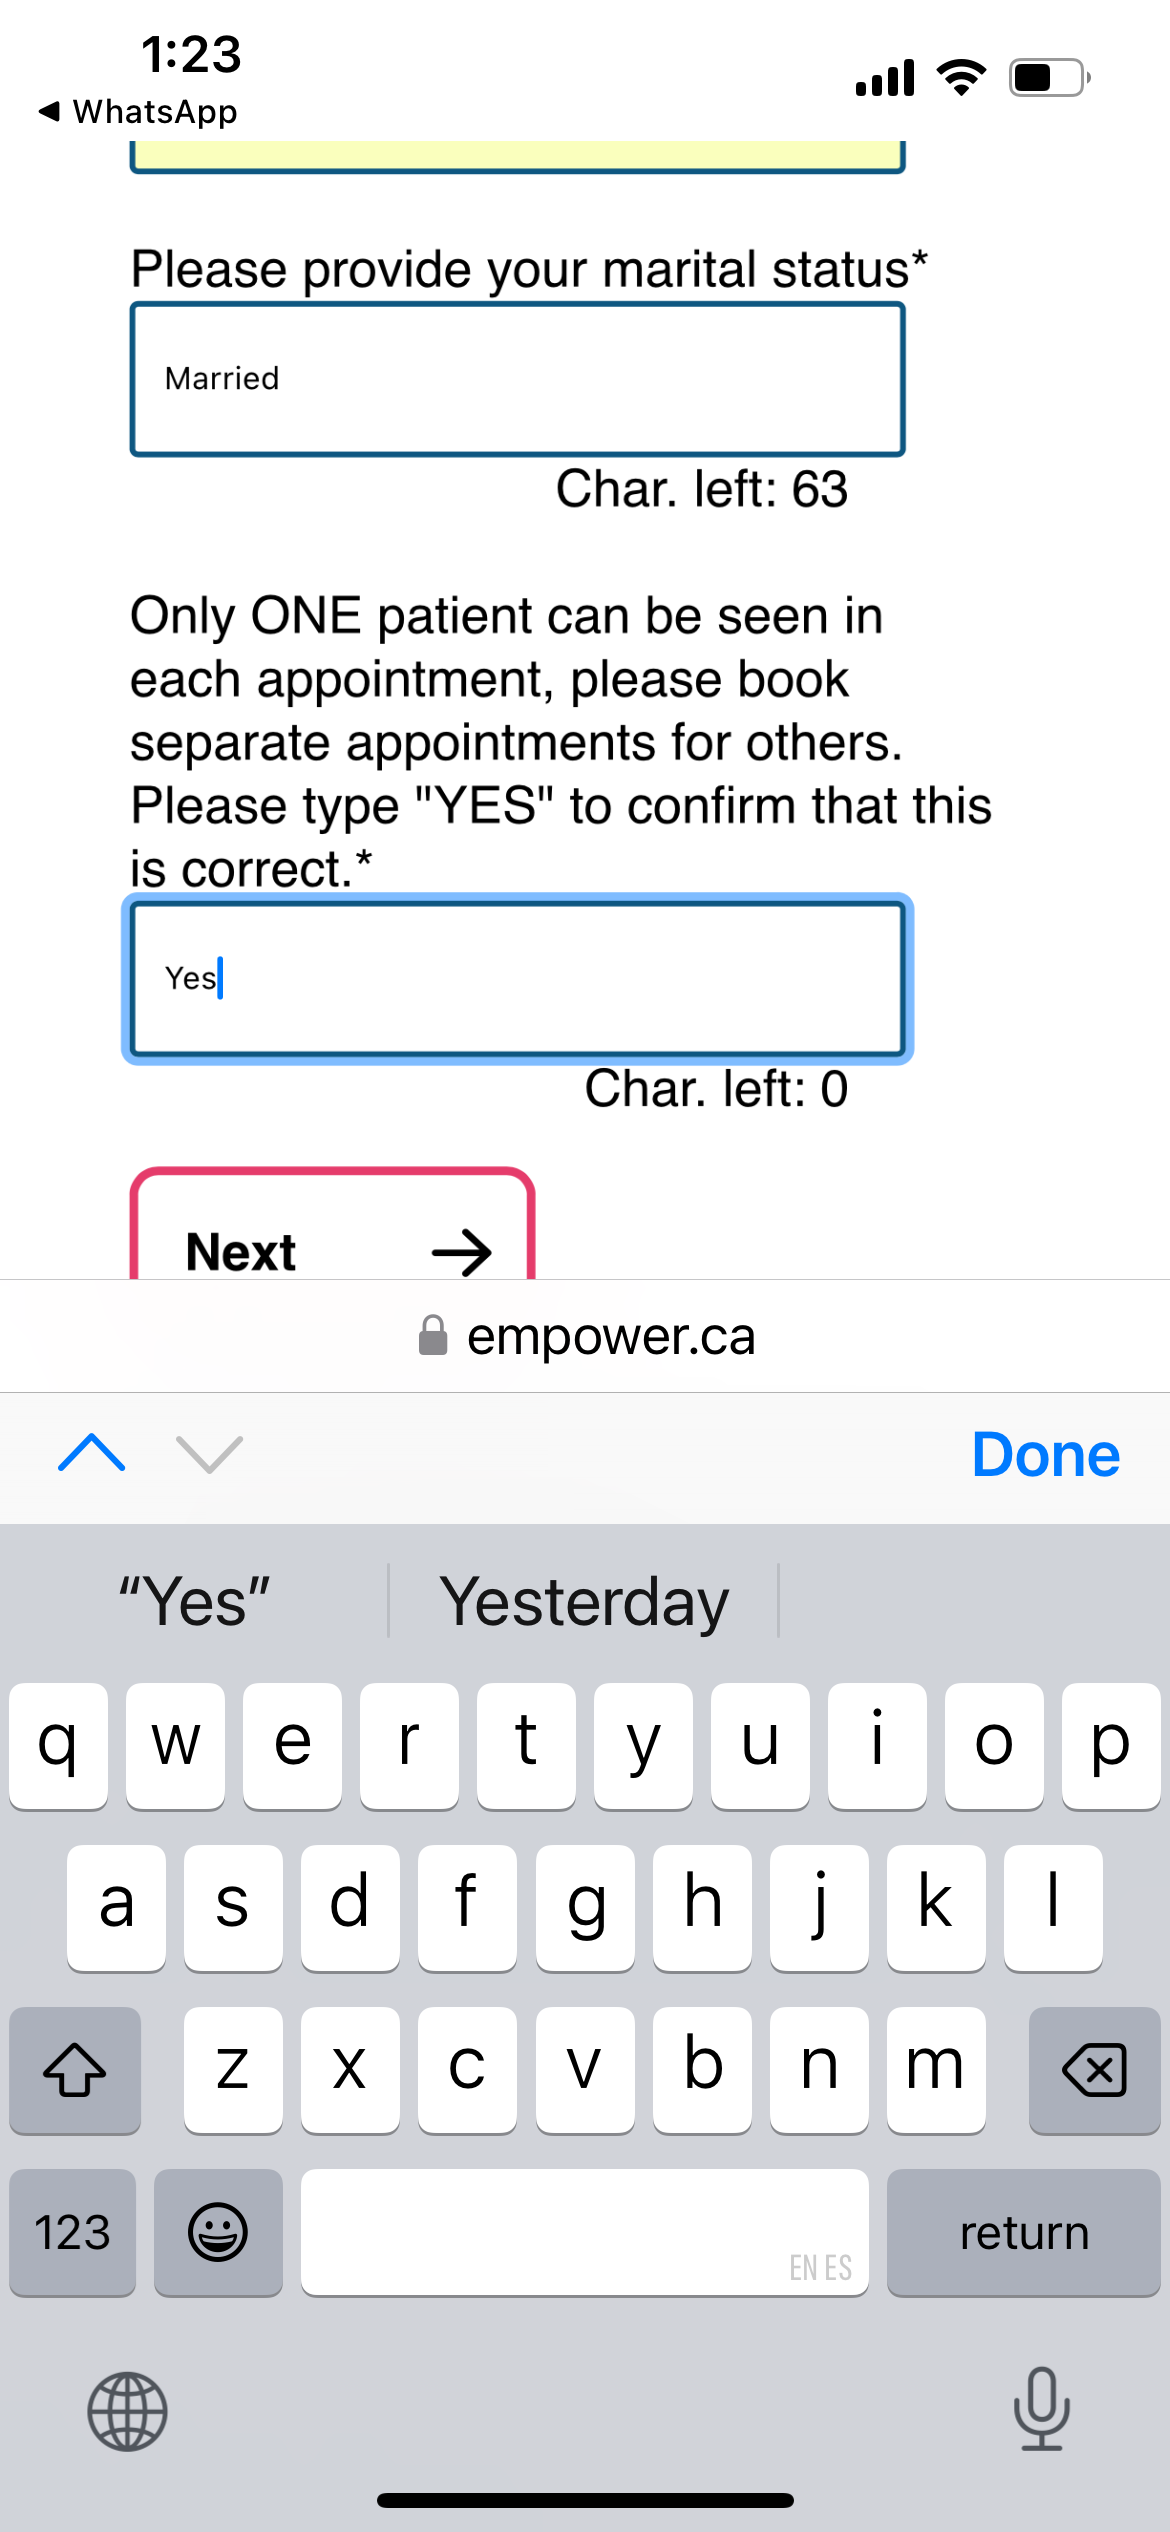 1:23
WhatsApp
Please provide your marital status*
Married
Char. left: 63
Only ONE patient can be seen in
each appointment, please book
separate appointments for others.
Please type "YES" to confirm that this
is correct.*
Yes
Char. left: 0
Next
empower.ca
Done
“Yes”
Yesterday
q w e r t y u i o p
a s d f g h j k l
z x c v b n m
123
EN ES
return